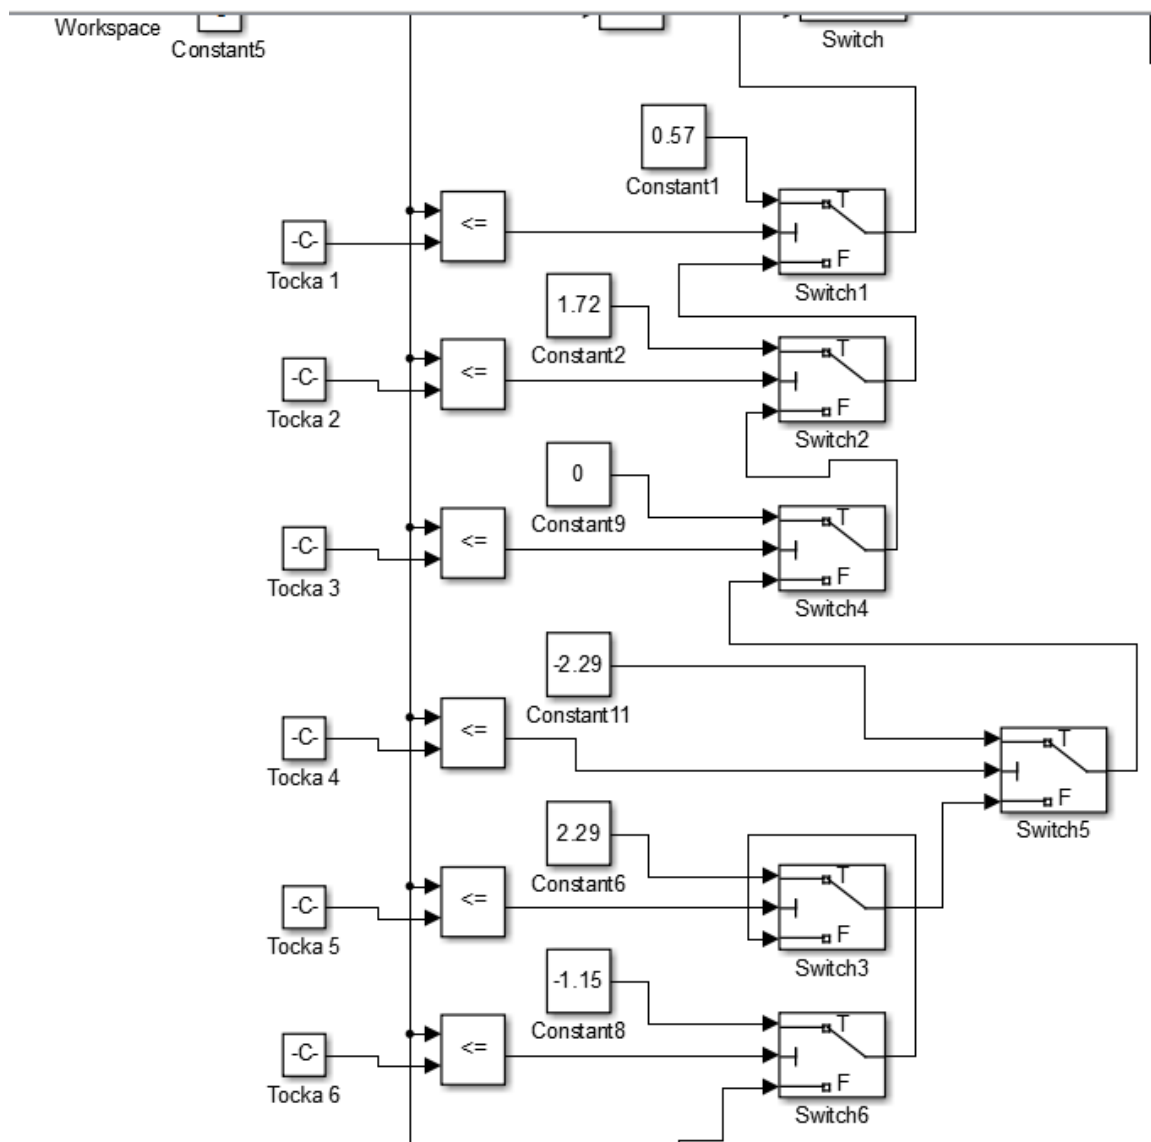 Workspace
Constant5
Switch
0.57
Constant1
T
<=
-C-
F
Tocka 1
Switch1
1.72
Constant2
T
<=
-C-
F
Tocka 2
Switch2
0
Constant9
T
<=
-C-
F
Tocka 3
Switch4
-2.29
Constant11
<=
-C-
T
Tocka 4
F
Switch5
2.29
Constant6
T
<=
-C-
F
Tocka 5
Switch3
-1.15
Constant8
T
<=
-C-
F
Tocka 6
Switch6